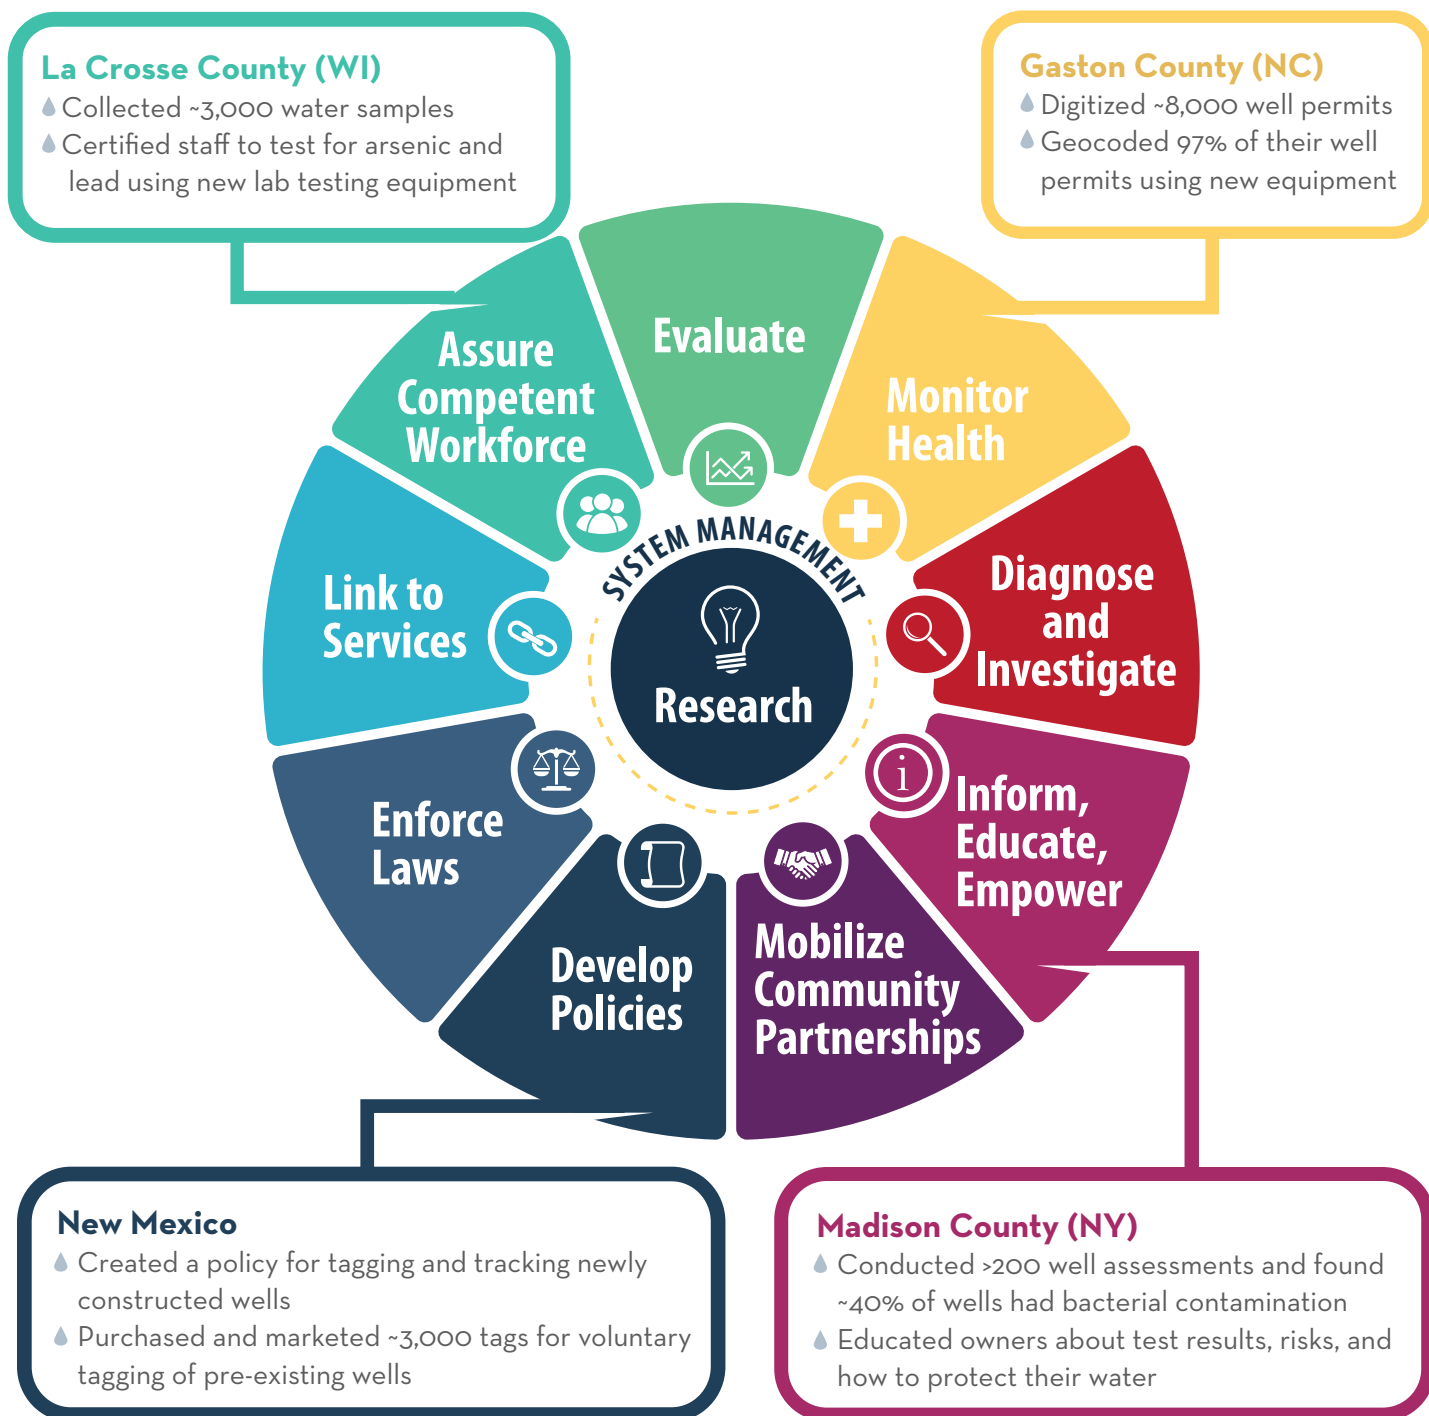 La Crosse County (WI)
Collected ~3,000 water samples
Certified staff to test for arsenic and
lead using new lab testing equipment
Gaston County (NC)
Digitized ~8,000 well permits
Geocoded 97% of their well
permits using new equipment
Evaluate
Monitor
Health
Diagnose
and
Investigate
Inform,
Educate,
Empower
Mobilize
Community
Partnerships
Develop
Policies
Enforce
Laws
Link to
Services
Assure
Competent
Workforce
SYSTEM MANAGEMENT
Research
i
New Mexico
Created a policy for tagging and tracking newly
constructed wells
Purchased and marketed ~3,000 tags for voluntary
tagging of pre-existing wells
Madison County (NY)
Conducted >200 well assessments and found
~40% of wells had bacterial contamination
Educated owners about test results, risks, and
how to protect their water